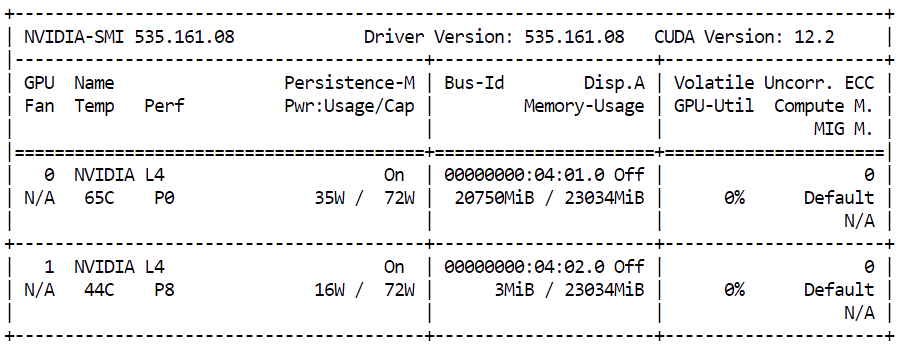 +-----------------------------------------------------------------------------+
| NVIDIA-SMI 535.161.08    Driver Version: 535.161.08    CUDA Version: 12.2 |
|-----------------------------------------+----------------------+----------------------+
| GPU  Name                 Persistence-M | Bus-Id        Disp.A | Volatile Uncorr. ECC |
| Fan  Temp   Perf          Pwr:Usage/Cap |         Memory-Usage | GPU-Util  Compute M. |
|                                         |                      |               MIG M. |
|=========================================+======================+======================|
|   0  NVIDIA L4                      On  | 00000000:04:01.0 Off |                    0 |
| N/A   65C    P0              35W /  72W |  20750MiB / 23034MiB |      0%      Default |
|                                         |                      |                  N/A |
+-----------------------------------------+----------------------+----------------------+
|   1  NVIDIA L4                      On  | 00000000:04:02.0 Off |                    0 |
| N/A   44C    P8              16W /  72W |      3MiB / 23034MiB |      0%      Default |
|                                         |                      |                  N/A |
+-----------------------------------------+----------------------+----------------------+